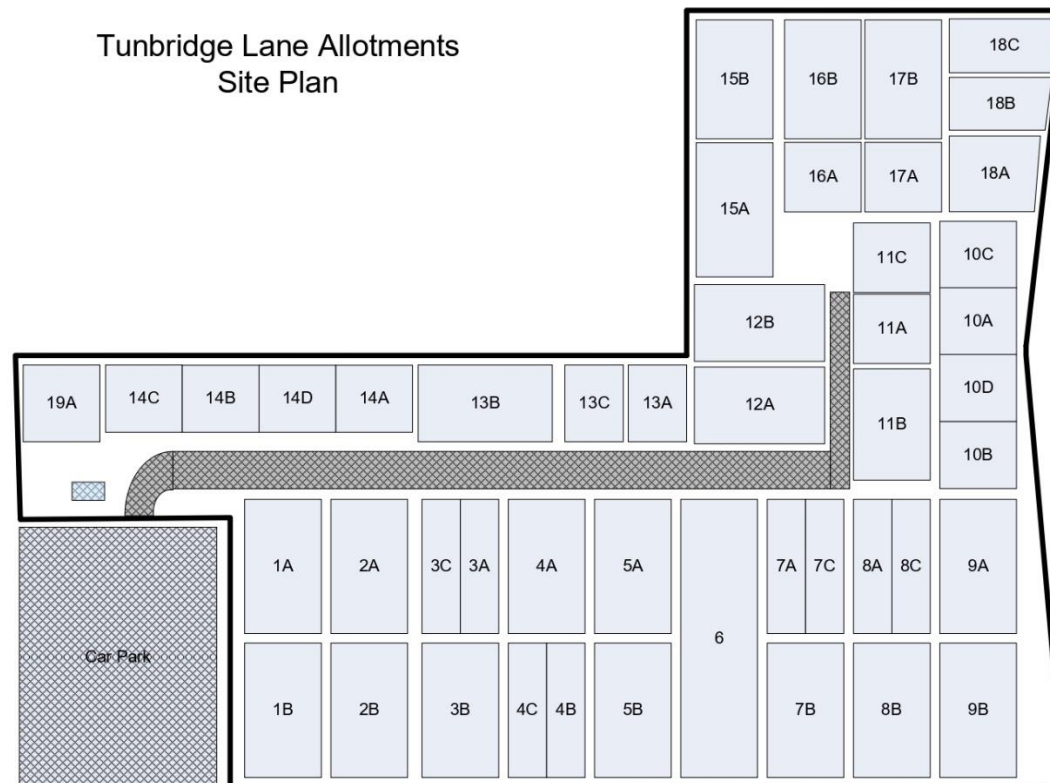 Tunbridge Lane Allotments
Site Plan
15B
16B
17B
18C
18B
18A
16A
17A
15A
11C
10C
12B
11A
10A
19A
14C
14B
14D
14A
13B
13C
13A
12A
11B
10D
10B
1A
2A
3C
3A
4A
5A
6
7A
7C
8A
8C
9A
Car Park
1B
2B
3B
4C
4B
5B
7B
8B
9B